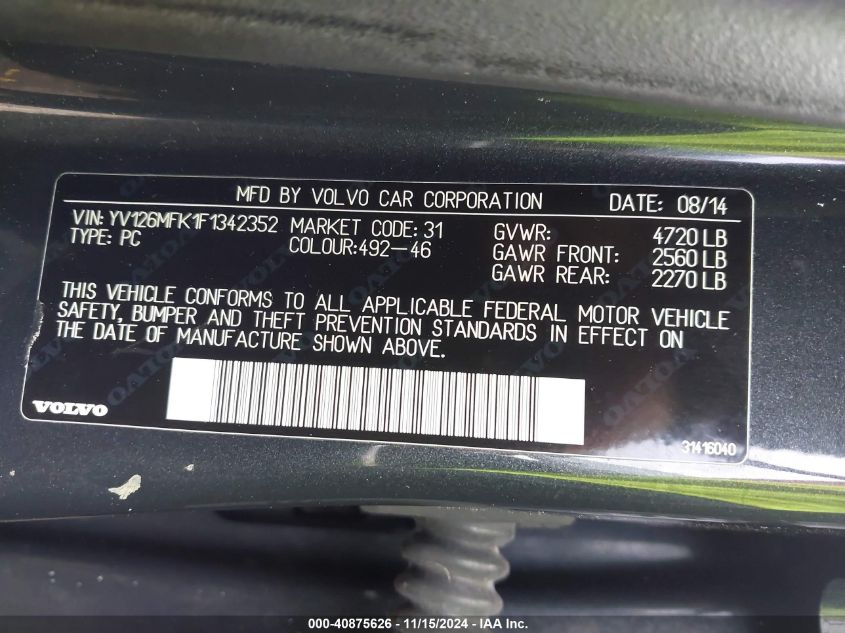 MFD BY VOLVO CAR CORPORATION DATE: 08/14
VIN: YV126MFK1F1342352 MARKET CODE: 31 GVWR: 4720 LB
TYPE: PC COLOUR:492-46 GAWR FRONT: 2560 LB
GAWR REAR: 2270 LB
THIS VEHICLE CONFORMS TO ALL APPLICABLE FEDERAL MOTOR VEHICLE
SAFETY, BUMPER AND THEFT PREVENTION STANDARDS IN EFFECT ON
THE DATE OF MANUFACTURE SHOWN ABOVE.
VOLVO
31416040
000-40875626 - 11/15/2024 - IAA Inc.